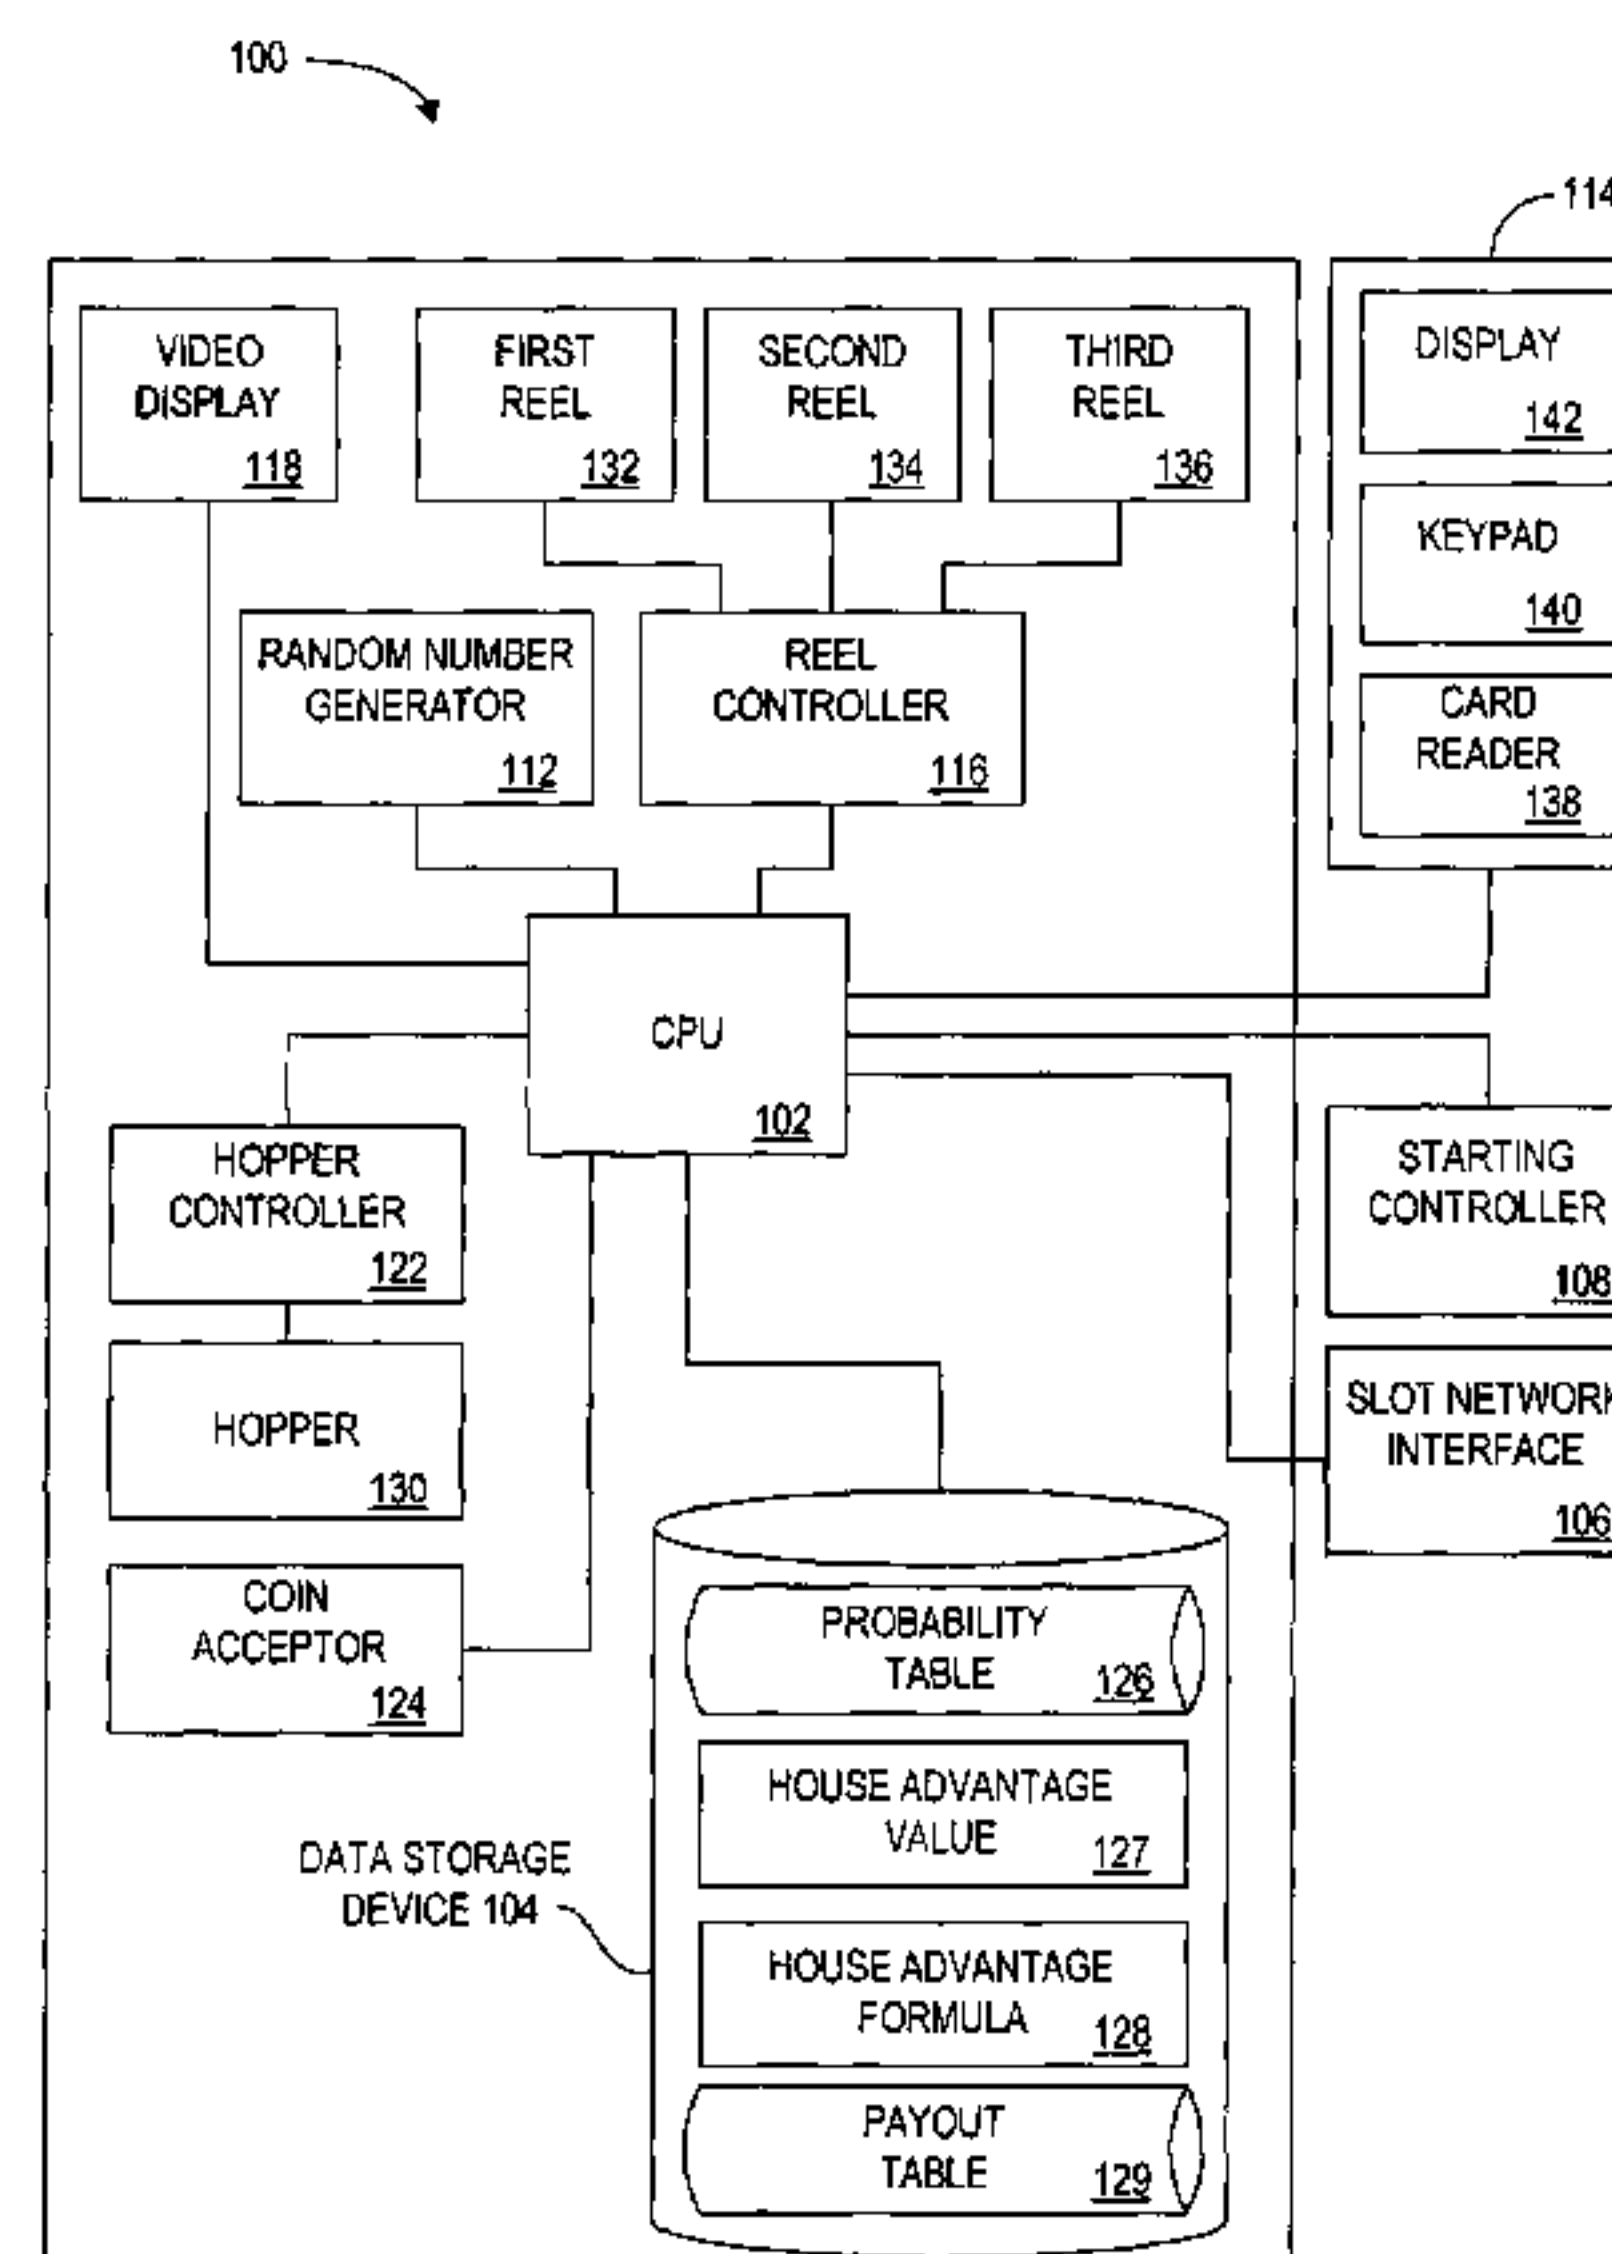 100
114
VIDEO
DISPLAY
118
FIRST
REEL
132
SECOND
REEL
134
THIRD
REEL
136
DISPLAY
142
KEYPAD
140
CARD
READER
138
RANDOM NUMBER
GENERATOR
112
REEL
CONTROLLER
116
CPU
102
HOPPER
CONTROLLER
122
HOPPER
130
COIN
ACCEPTOR
124
STARTING
CONTROLLER
108
SLOT NETWORK
INTERFACE
106
PROBABILITY
TABLE
126
HOUSE ADVANTAGE
VALUE
127
DATA STORAGE
DEVICE 104
HOUSE ADVANTAGE
FORMULA
128
PAYOUT
TABLE
129